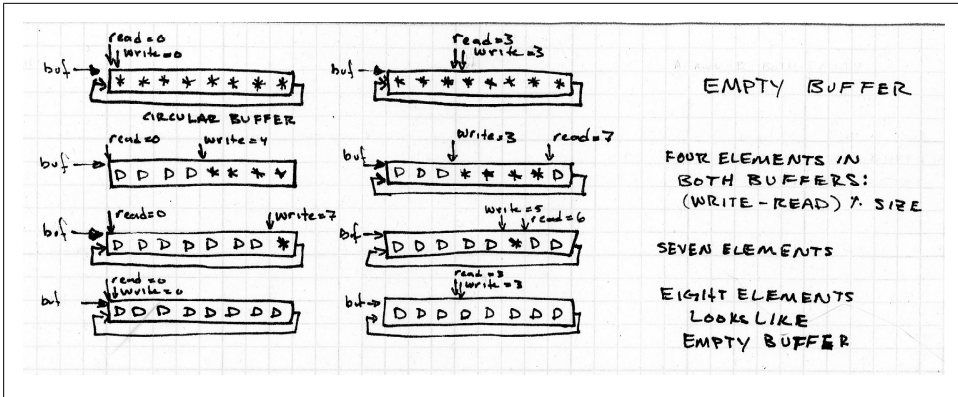 read=0
write=0
buf
* * * * * * * *
CIRCULAR BUFFER
read=3
write=3
buf
* * * * * * * *
EMPTY BUFFER
read=0
write=4
buf
D D D D * * * *
write=3
read=7
buf
D D D * * * * D
FOUR ELEMENTS IN
BOTH BUFFERS:
(WRITE-READ) % SIZE
read=0
write=7
buf
D D D D D D D *
write=5
read=6
Buf
D D D D D * D D
SEVEN ELEMENTS
read=0
write=0
buf
D D D D D D D D
read=3
write=3
buf
D D D D D D D D
EIGHT ELEMENTS
LOOKS LIKE
EMPTY BUFFER